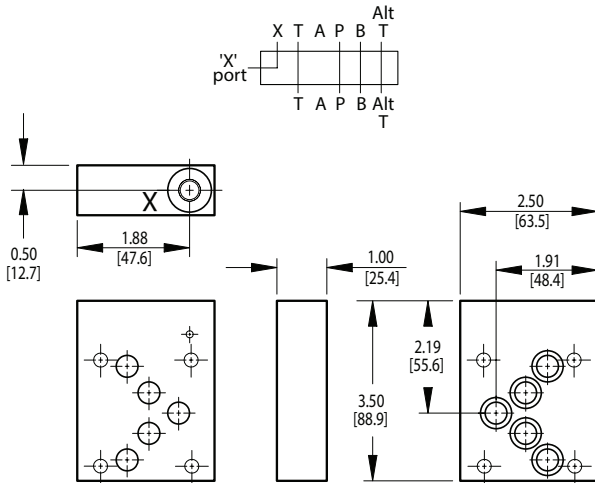 Alt
X T A P B T
'X'
port
T A P B Alt
T
X
0.50
[12.7]
1.88
[47.6]
1.00
[25.4]
2.50
[63.5]
1.91
[48.4]
2.19
[55.6]
3.50
[88.9]